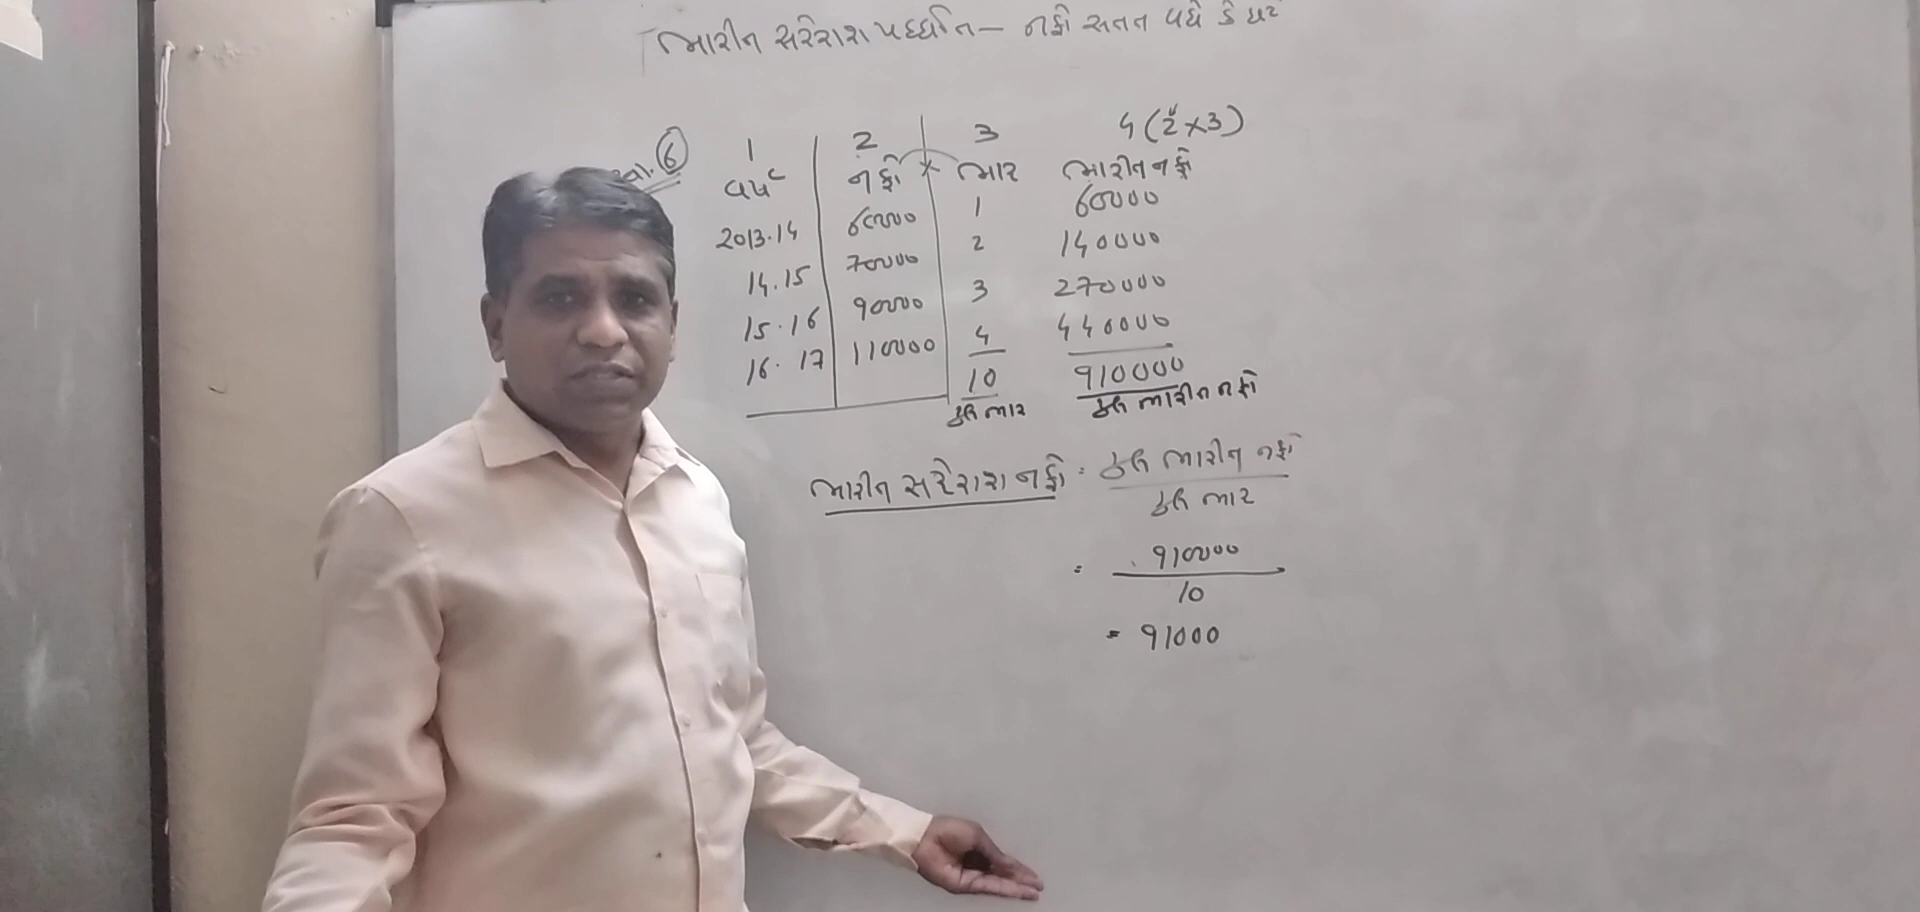 ભારીત સરેરાશ પધ્ધતિ – નફો સતત વધે કે ઘટે
દા. 6
1 2 3 4 (2×3)
વર્ષ નફો × ભાર ભારીત નફો
2013.14 60000 1 60000
14.15 70000 2 140000
15.16 90000 3 270000
16.17 110000 4 440000
10 910000
કુલ ભાર કુલ ભારીત નફો
ભારીત સરેરાશ નફો = કુલ ભારીત નફો
કુલ ભાર
= 910000
10
= 91000